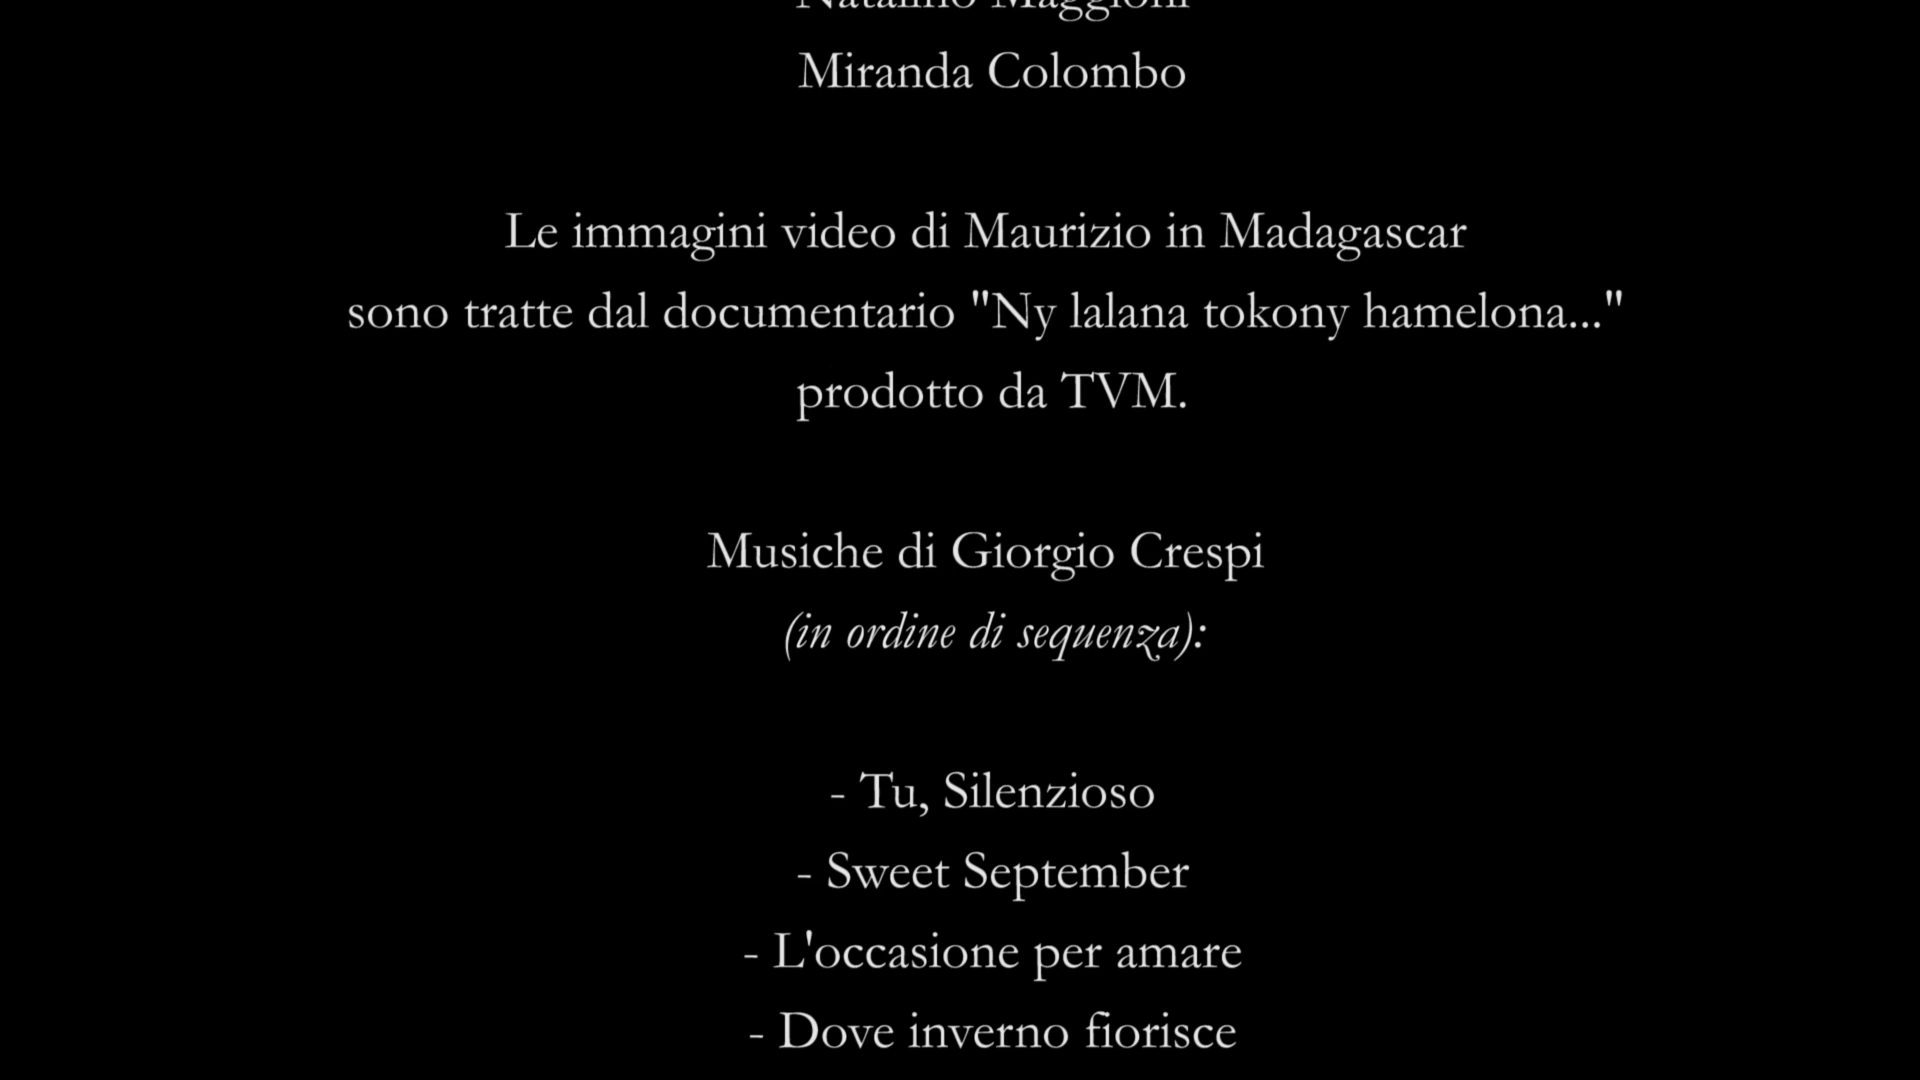 Natalino Maggioni
Miranda Colombo
Le immagini video di Maurizio in Madagascar
sono tratte dal documentario "Ny lalana tokony hamelona..."
prodotto da TVM.
Musiche di Giorgio Crespi
(in ordine di sequenza):
- Tu, Silenzioso
- Sweet September
- L'occasione per amare
- Dove inverno fiorisce